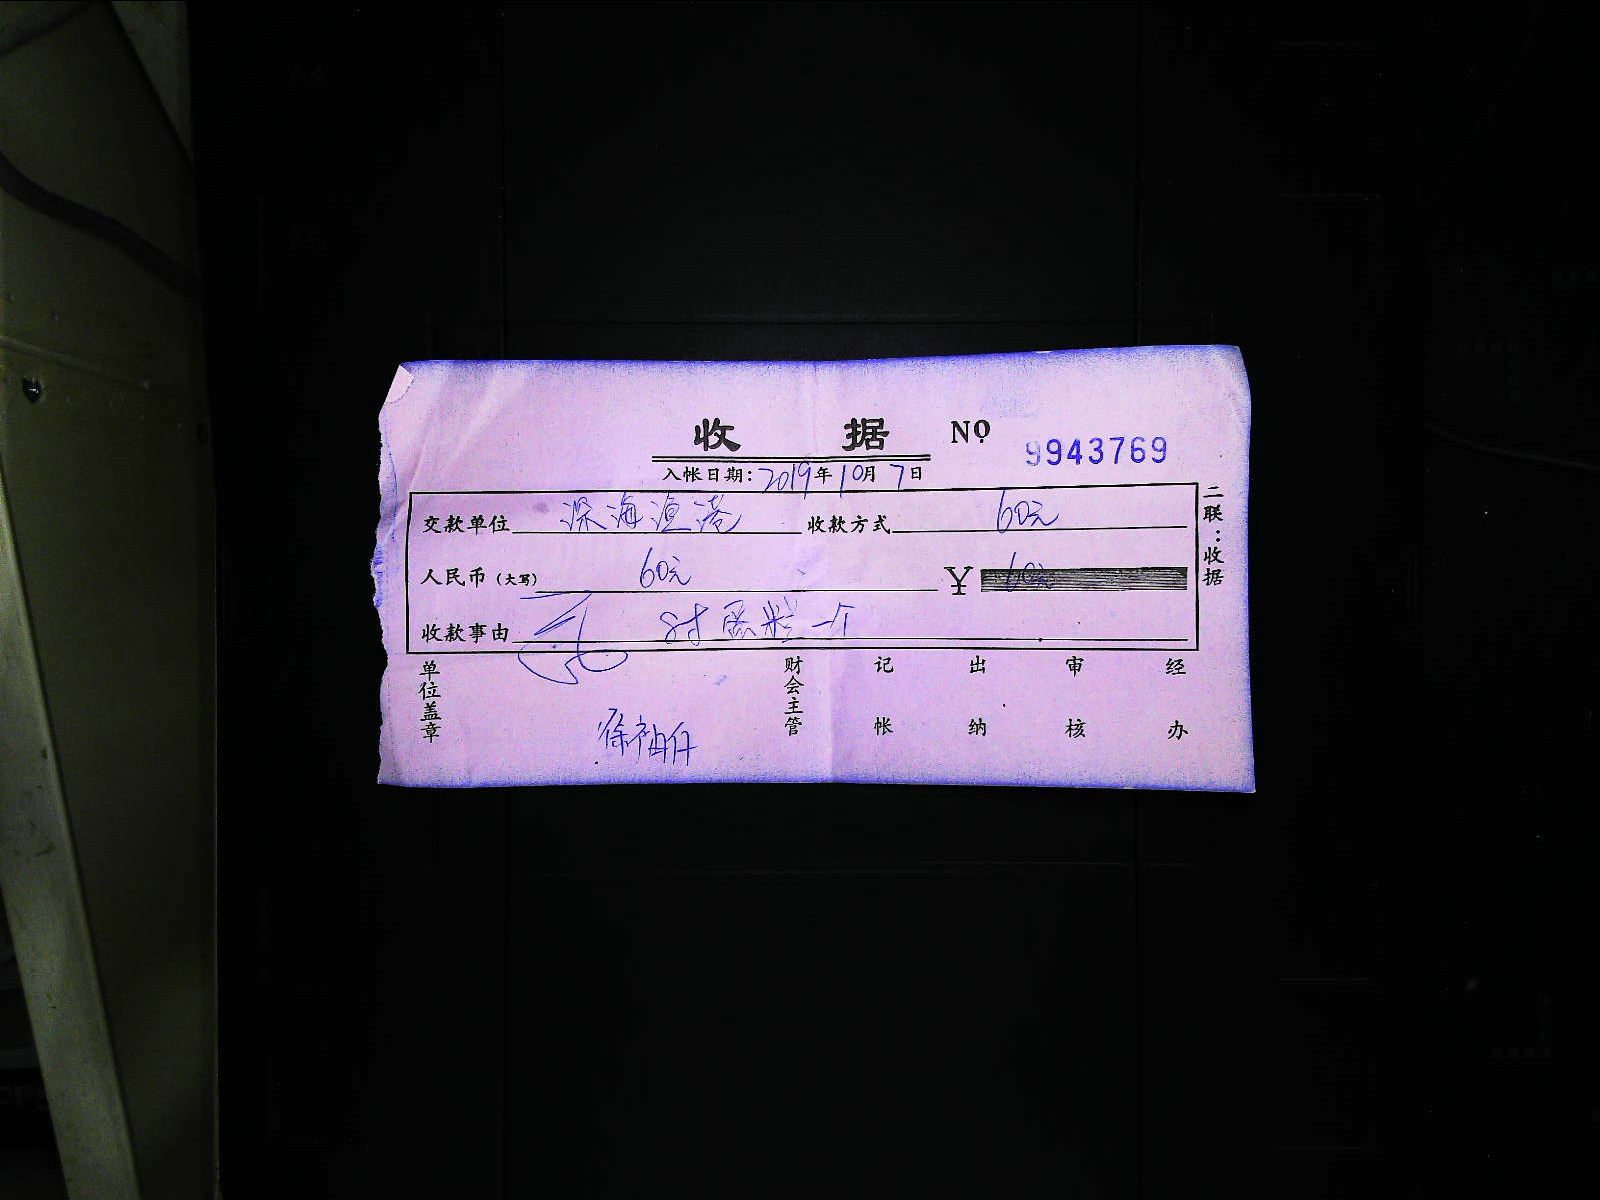 收 据 Nº 9943769
入帐日期:2019年10月7日
交款单位 深海渔港 收款方式 60元
人民币(大写) 60元 ¥ 60元
收款事由 8寸蛋糕一个
二联:收据
单位盖章 财会主管 记帐 出纳 审核 经办